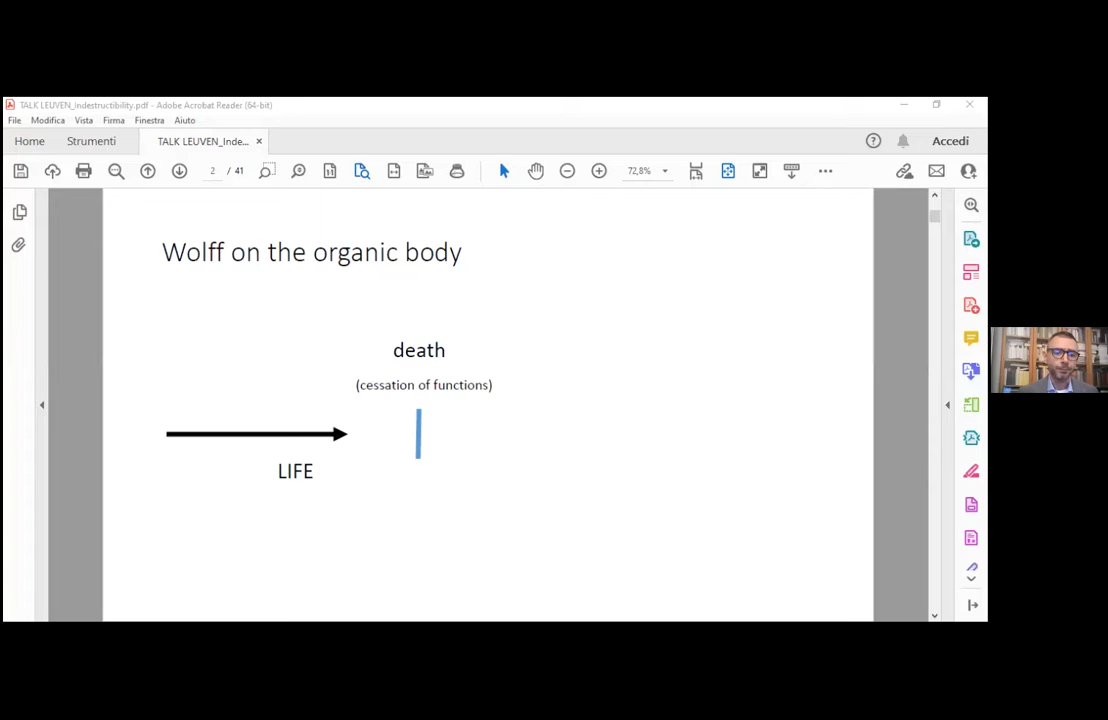 TALK LEUVEN_indestructibility.pdf - Adobe Acrobat Reader (64-bit)
File Modifica Vista Firma Finestra Aiuto
Home Strumenti TALK LEUVEN_Inde... × Accedi
2 / 41 72,8%
Wolff on the organic body
death
(cessation of functions)
LIFE